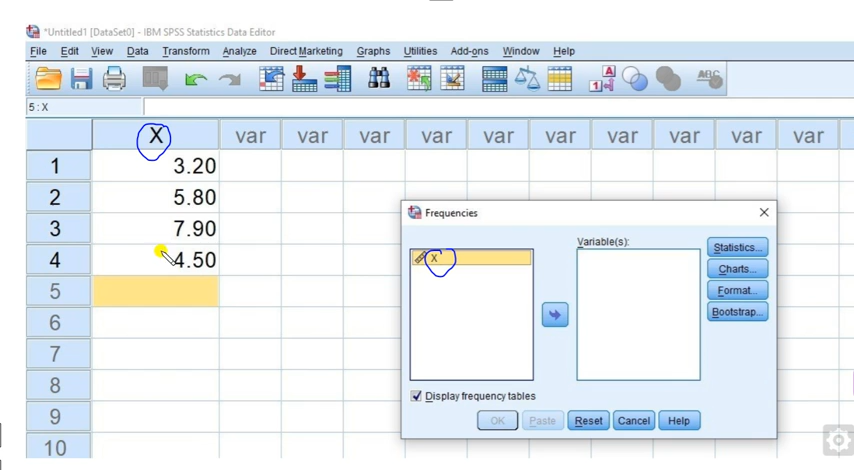 *Untitled1 [DataSet0] - IBM SPSS Statistics Data Editor
File Edit View Data Transform Analyze Direct Marketing Graphs Utilities Add-ons Window Help
5 : X
X var var var var var var var var var var
1 3.20
2 5.80
3 7.90
4 4.50
5
6
7
8
9
10
Frequencies
X
Variable(s):
Statistics...
Charts...
Format...
Bootstrap...
Display frequency tables
OK Paste Reset Cancel Help